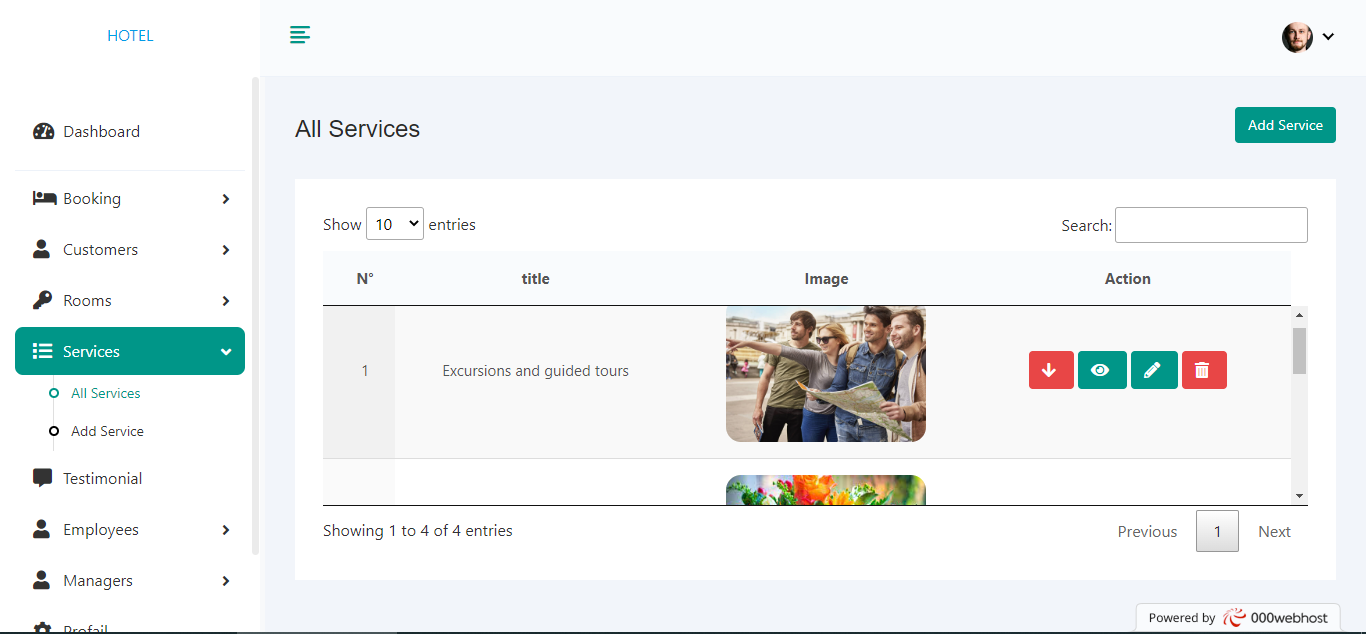 HOTEL
Dashboard
Booking
Customers
Rooms
Services
All Services
Add Service
Testimonial
Employees
Managers
Profail
All Services
Add Service
Show 10 entries
Search:
N° title Image Action
1 Excursions and guided tours
Showing 1 to 4 of 4 entries
Previous 1 Next
Powered by 000webhost